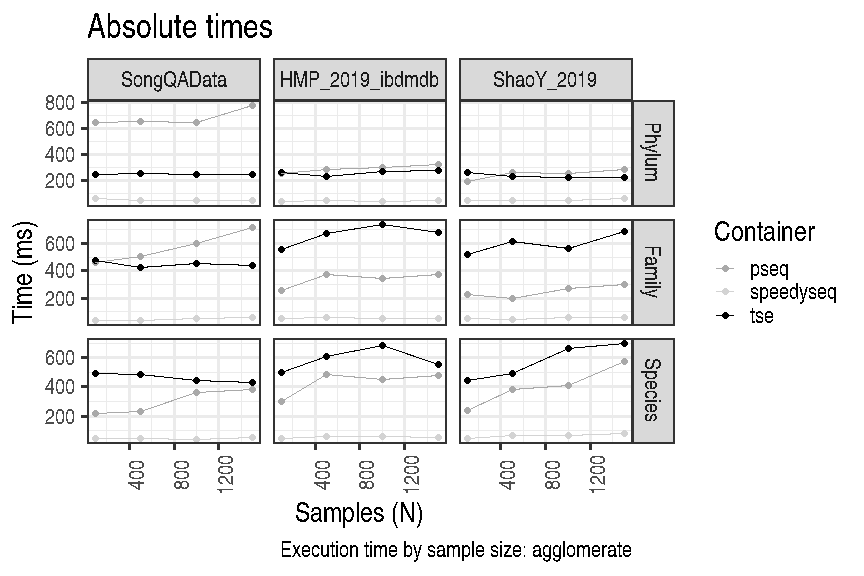 Absolute times
SongQAData HMP_2019_ibdmdb ShaoY_2019
800
600
400
200
Phylum
600
400
200
Family
600
400
200
Species
Time (ms)
400 800 1200 400 800 1200 400 800 1200
Samples (N)
Execution time by sample size: agglomerate
Container
pseq
speedyseq
tse